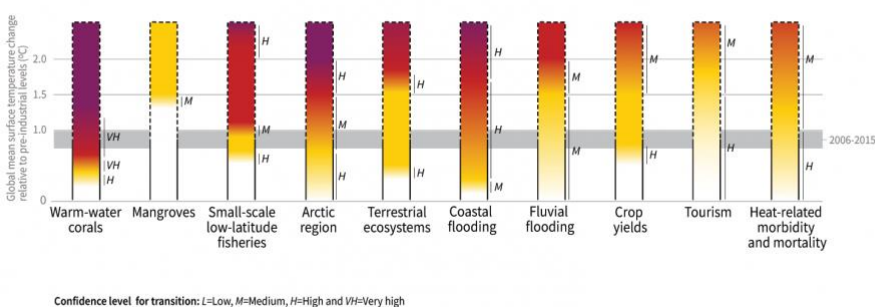 Global mean surface temperature change
relative to pre-industrial levels (ºC)
2.0
1.5
1.0
0
2006-2015
VH
VH
H
M
H
M
H
H
M
H
H
H
H
H
M
M
M
M
H
M
H
M
H
Warm-water
corals
Mangroves
Small-scale
low-latitude
fisheries
Arctic
region
Terrestrial
ecosystems
Coastal
flooding
Fluvial
flooding
Crop
yields
Tourism
Heat-related
morbidity
and mortality
Confidence level for transition: L=Low, M=Medium, H=High and VH=Very high